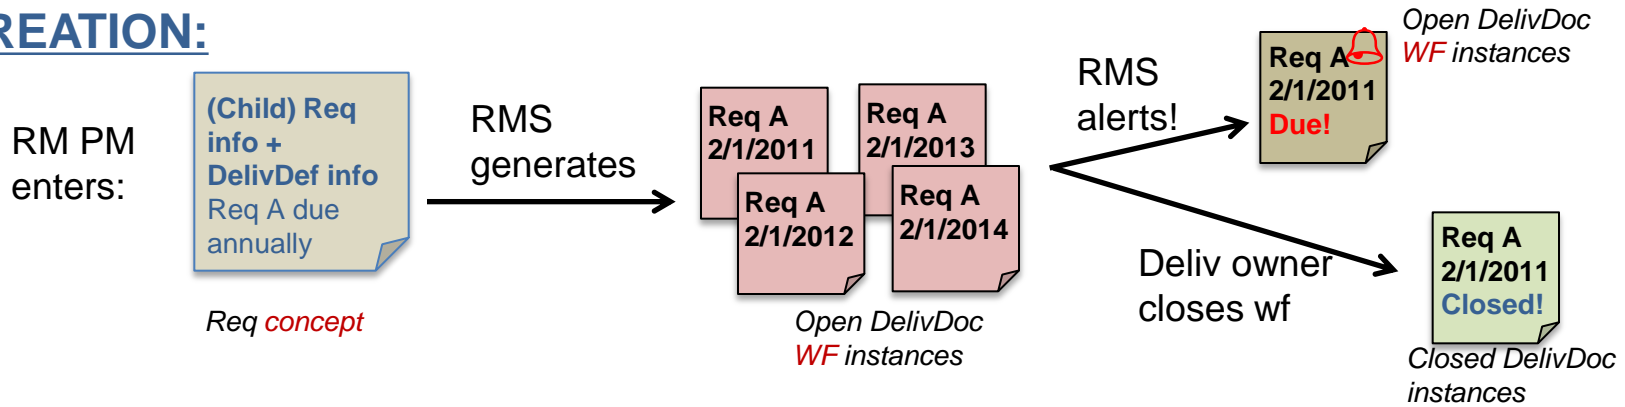 REATION:
RM PM
enters:
(Child) Req
info +
DelivDef info
Req A due
annually
Req concept
RMS
generates
Req A
2/1/2011
Req A
2/1/2013
Req A
2/1/2012
Req A
2/1/2014
Open DelivDoc
WF instances
RMS
alerts!
Req A
2/1/2011
Due!
Open DelivDoc
WF instances
Deliv owner
closes wf
Req A
2/1/2011
Closed!
Closed DelivDoc
instances